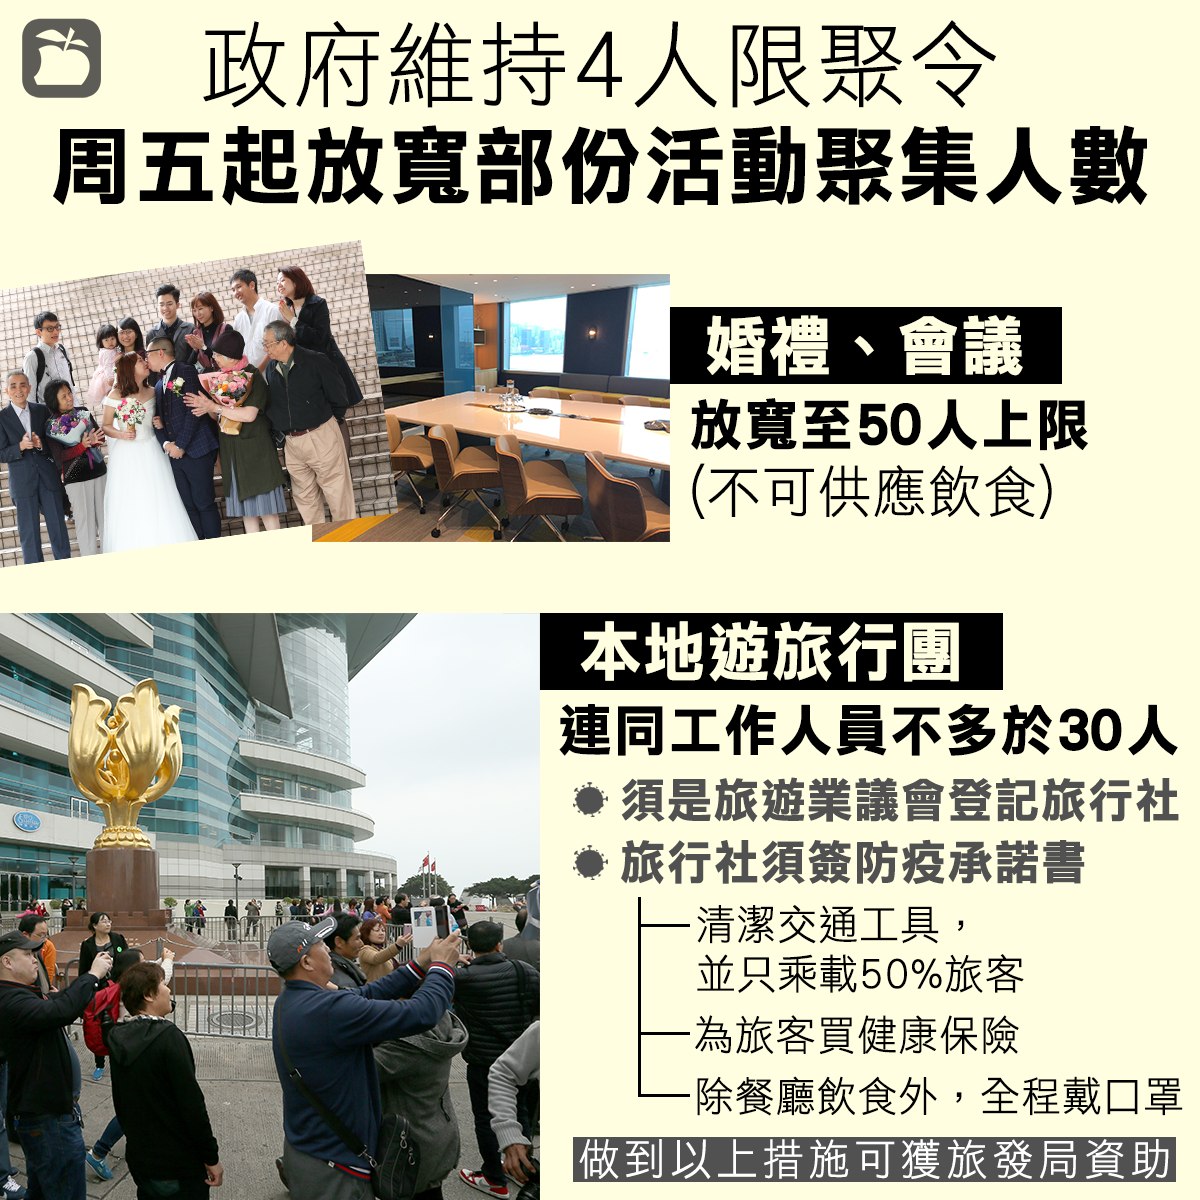 政府維持4人限聚令
周五起放寬部份活動聚集人數
婚禮、會議
放寬至50人上限
(不可供應飲食)
本地遊旅行團
連同工作人員不多於30人
須是旅遊業議會登記旅行社
旅行社須簽防疫承諾書
清潔交通工具，
並只乘載50%旅客
為旅客買健康保險
除餐廳飲食外，全程戴口罩
做到以上措施可獲旅發局資助